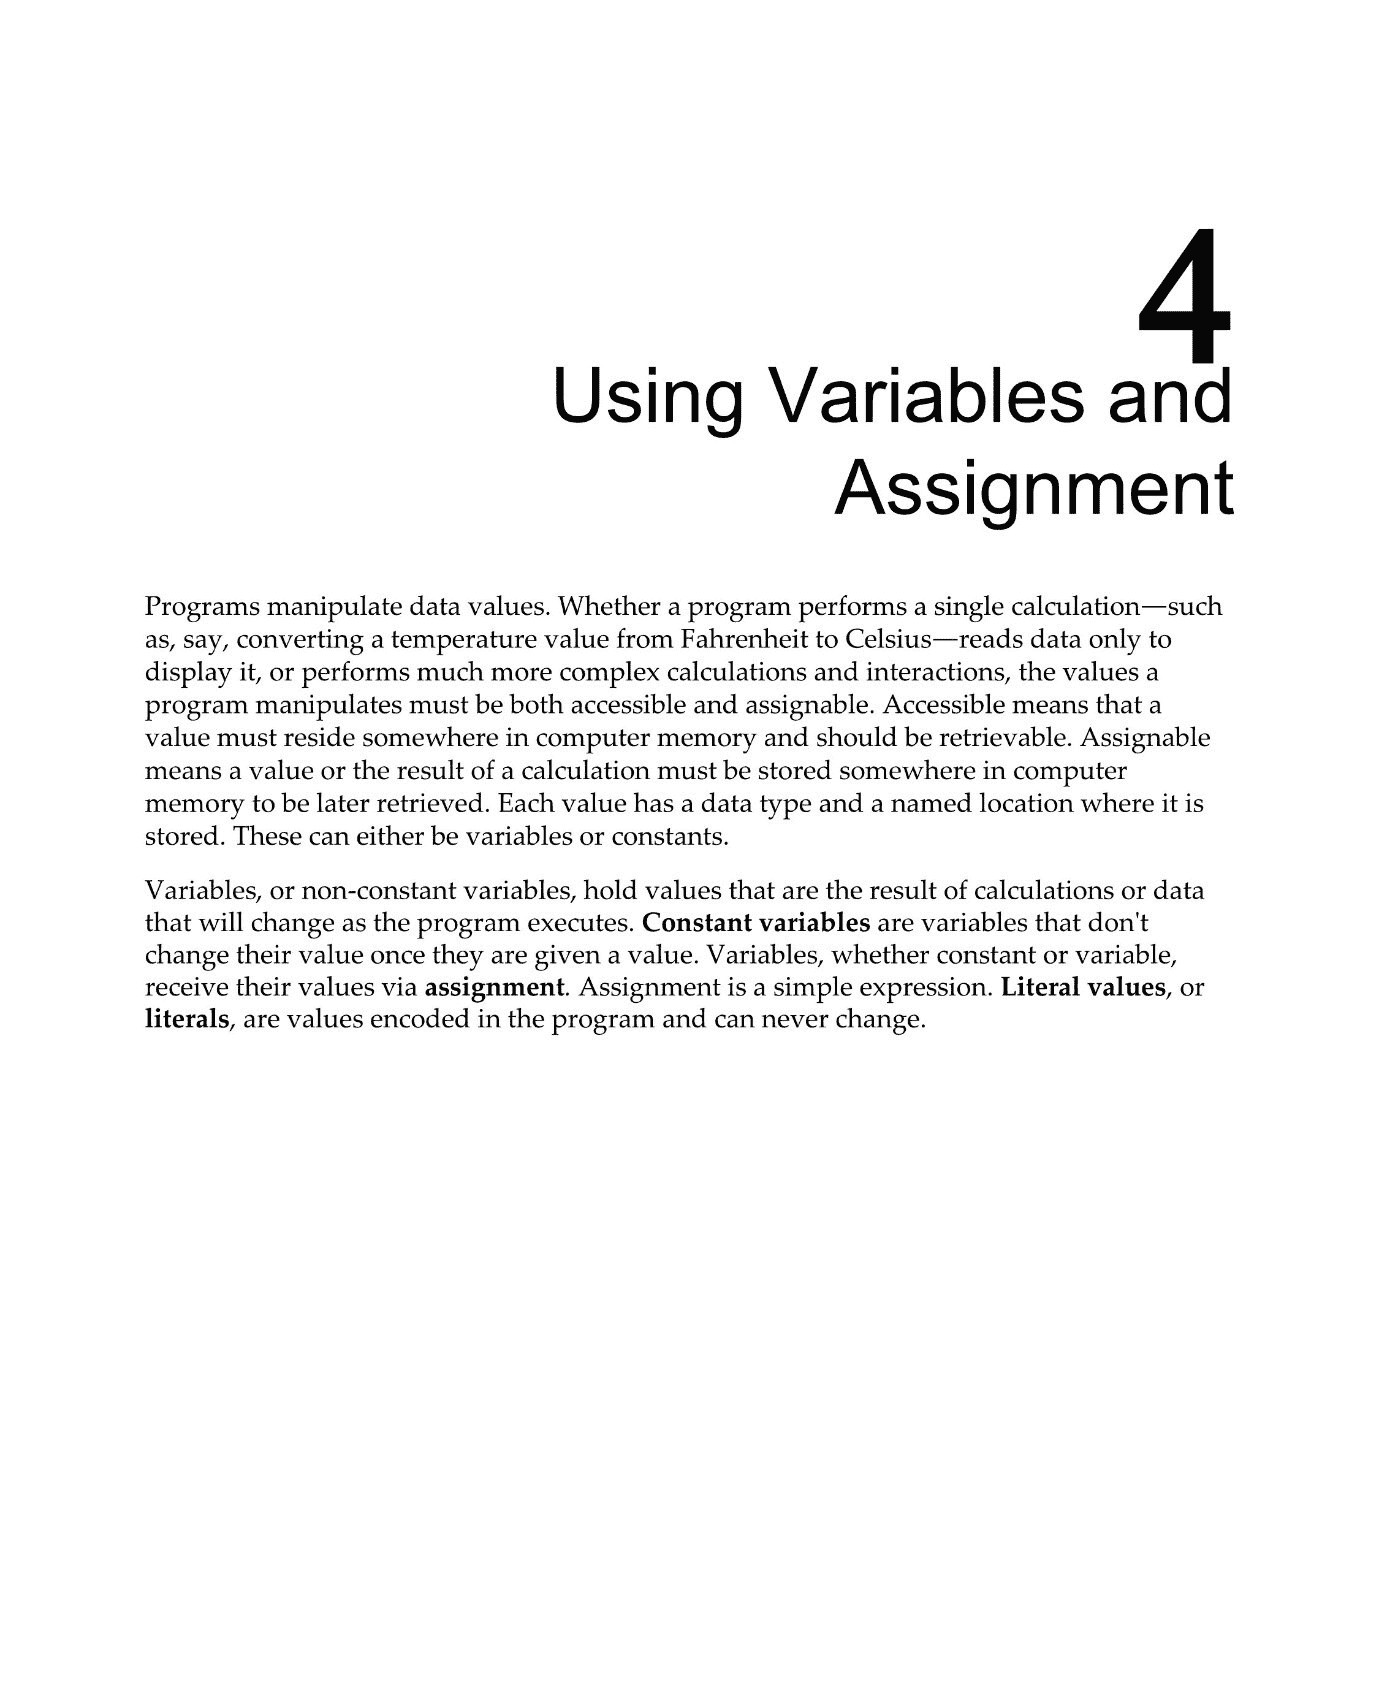 4
Using Variables and
Assignment
Programs manipulate data values. Whether a program performs a single calculation—such
as, say, converting a temperature value from Fahrenheit to Celsius—reads data only to
display it, or performs much more complex calculations and interactions, the values a
program manipulates must be both accessible and assignable. Accessible means that a
value must reside somewhere in computer memory and should be retrievable. Assignable
means a value or the result of a calculation must be stored somewhere in computer
memory to be later retrieved. Each value has a data type and a named location where it is
stored. These can either be variables or constants.
Variables, or non-constant variables, hold values that are the result of calculations or data
that will change as the program executes. Constant variables are variables that don't
change their value once they are given a value. Variables, whether constant or variable,
receive their values via assignment. Assignment is a simple expression. Literal values, or
literals, are values encoded in the program and can never change.